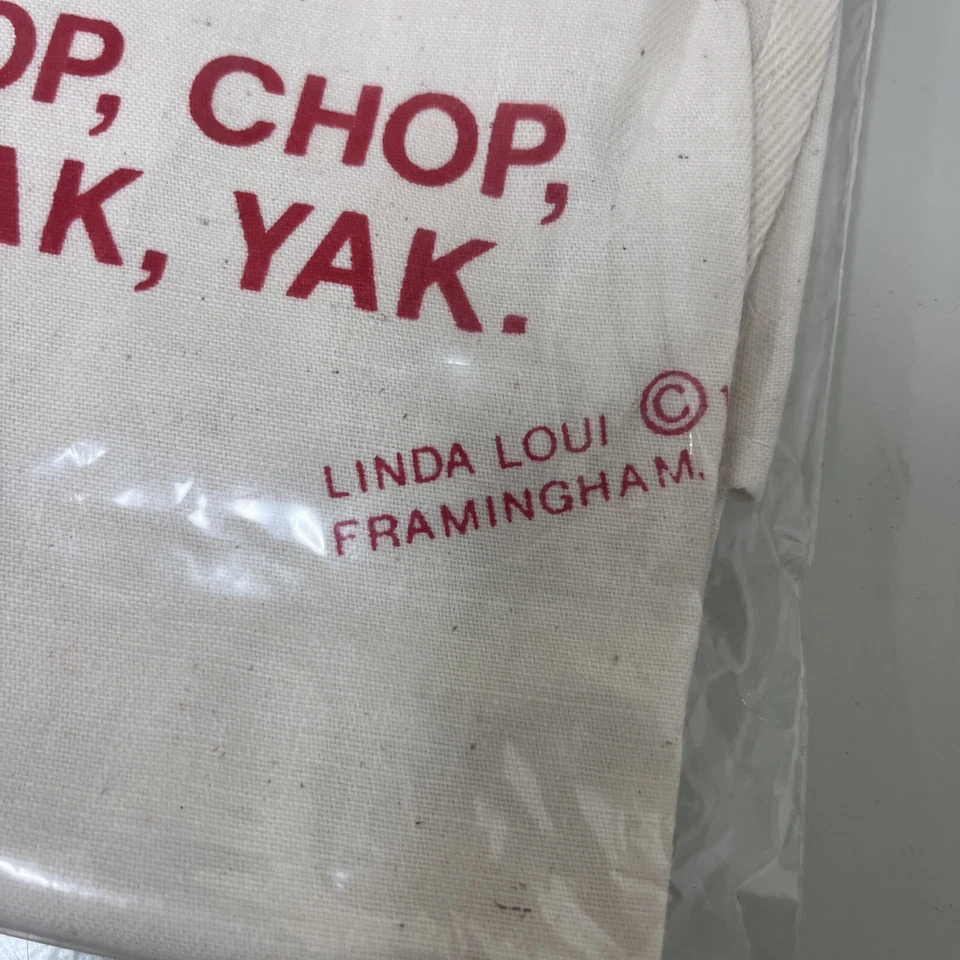 OP, CHOP,
AK, YAK.
LINDA LOUI ©
FRAMINGHAM.